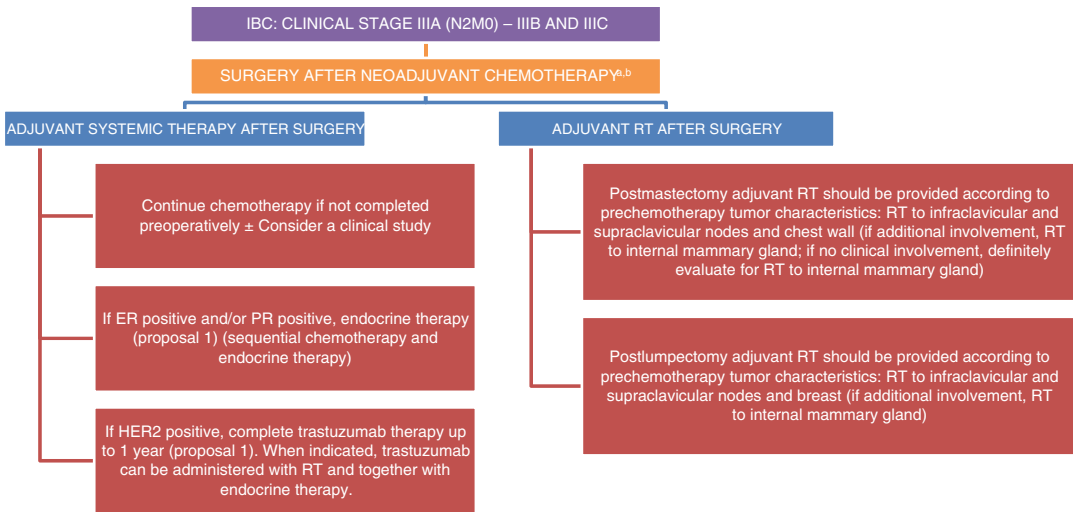 IBC: CLINICAL STAGE IIIA (N2M0) – IIIB AND IIIC
SURGERY AFTER NEOADJUVANT CHEMOTHERAPYa,b
ADJUVANT SYSTEMIC THERAPY AFTER SURGERY
Continue chemotherapy if not completed
preoperatively ± Consider a clinical study
If ER positive and/or PR positive, endocrine therapy
(proposal 1) (sequential chemotherapy and
endocrine therapy)
If HER2 positive, complete trastuzumab therapy up
to 1 year (proposal 1). When indicated, trastuzumab
can be administered with RT and together with
endocrine therapy.
ADJUVANT RT AFTER SURGERY
Postmastectomy adjuvant RT should be provided according to
prechemotherapy tumor characteristics: RT to infraclavicular and
supraclavicular nodes and chest wall (if additional involvement, RT
to internal mammary gland; if no clinical involvement, definitely
evaluate for RT to internal mammary gland)
Postlumpectomy adjuvant RT should be provided according to
prechemotherapy tumor characteristics: RT to infraclavicular and
supraclavicular nodes and breast (if additional involvement, RT
to internal mammary gland)